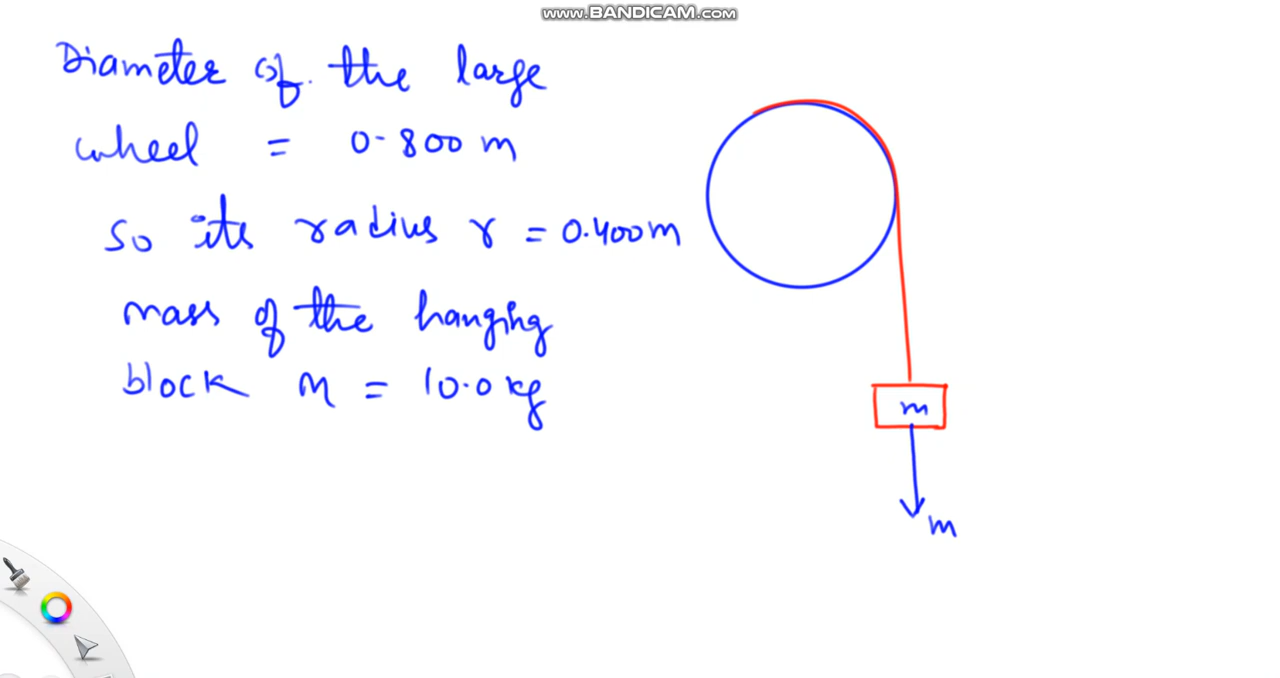 www.BANDICAM.com
Diameter of the large
wheel = 0.800 m
so its radius r = 0.400m
mass of the hanging
block m = 10.0 kg
m
m